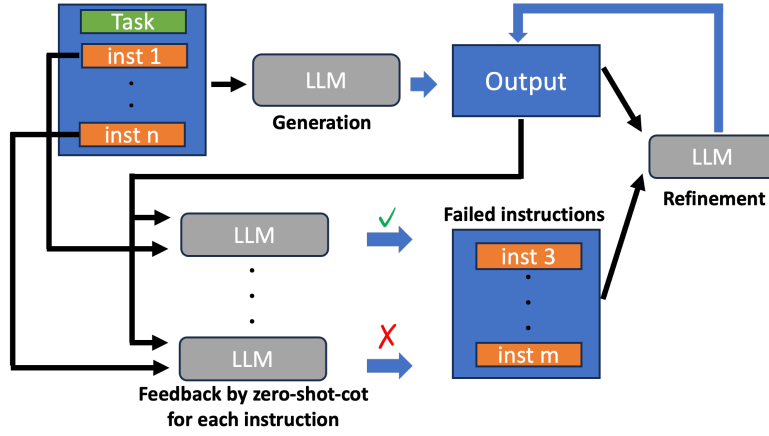 Task
inst 1
inst n
LLM
Generation
Output
LLM
Refinement
LLM
✓
Failed instructions
inst 3
inst m
LLM
✗
Feedback by zero-shot-cot
for each instruction